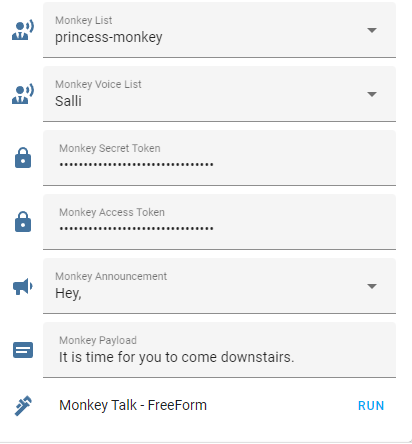 Monkey List
princess-monkey
Monkey Voice List
Salli
Monkey Secret Token
••••••••••••••••••••••••••••••••
Monkey Access Token
••••••••••••••••••••••••••••••••
Monkey Announcement
Hey,
Monkey Payload
It is time for you to come downstairs.
Monkey Talk - FreeForm RUN